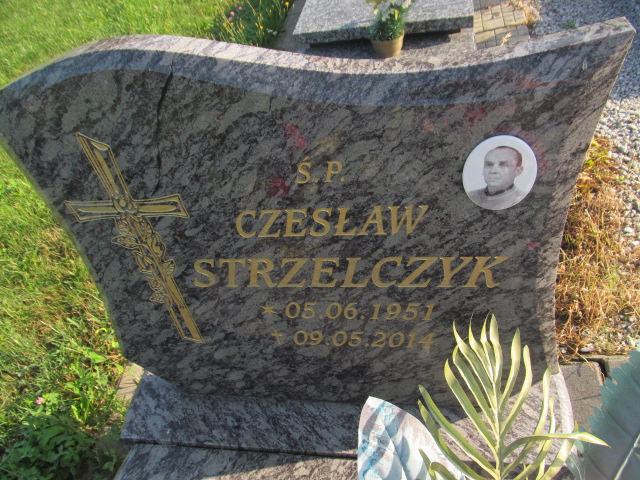 Ś.P.
CZESŁAW
STRZELCZYK
* 05.06.1951
† 09.05.2014